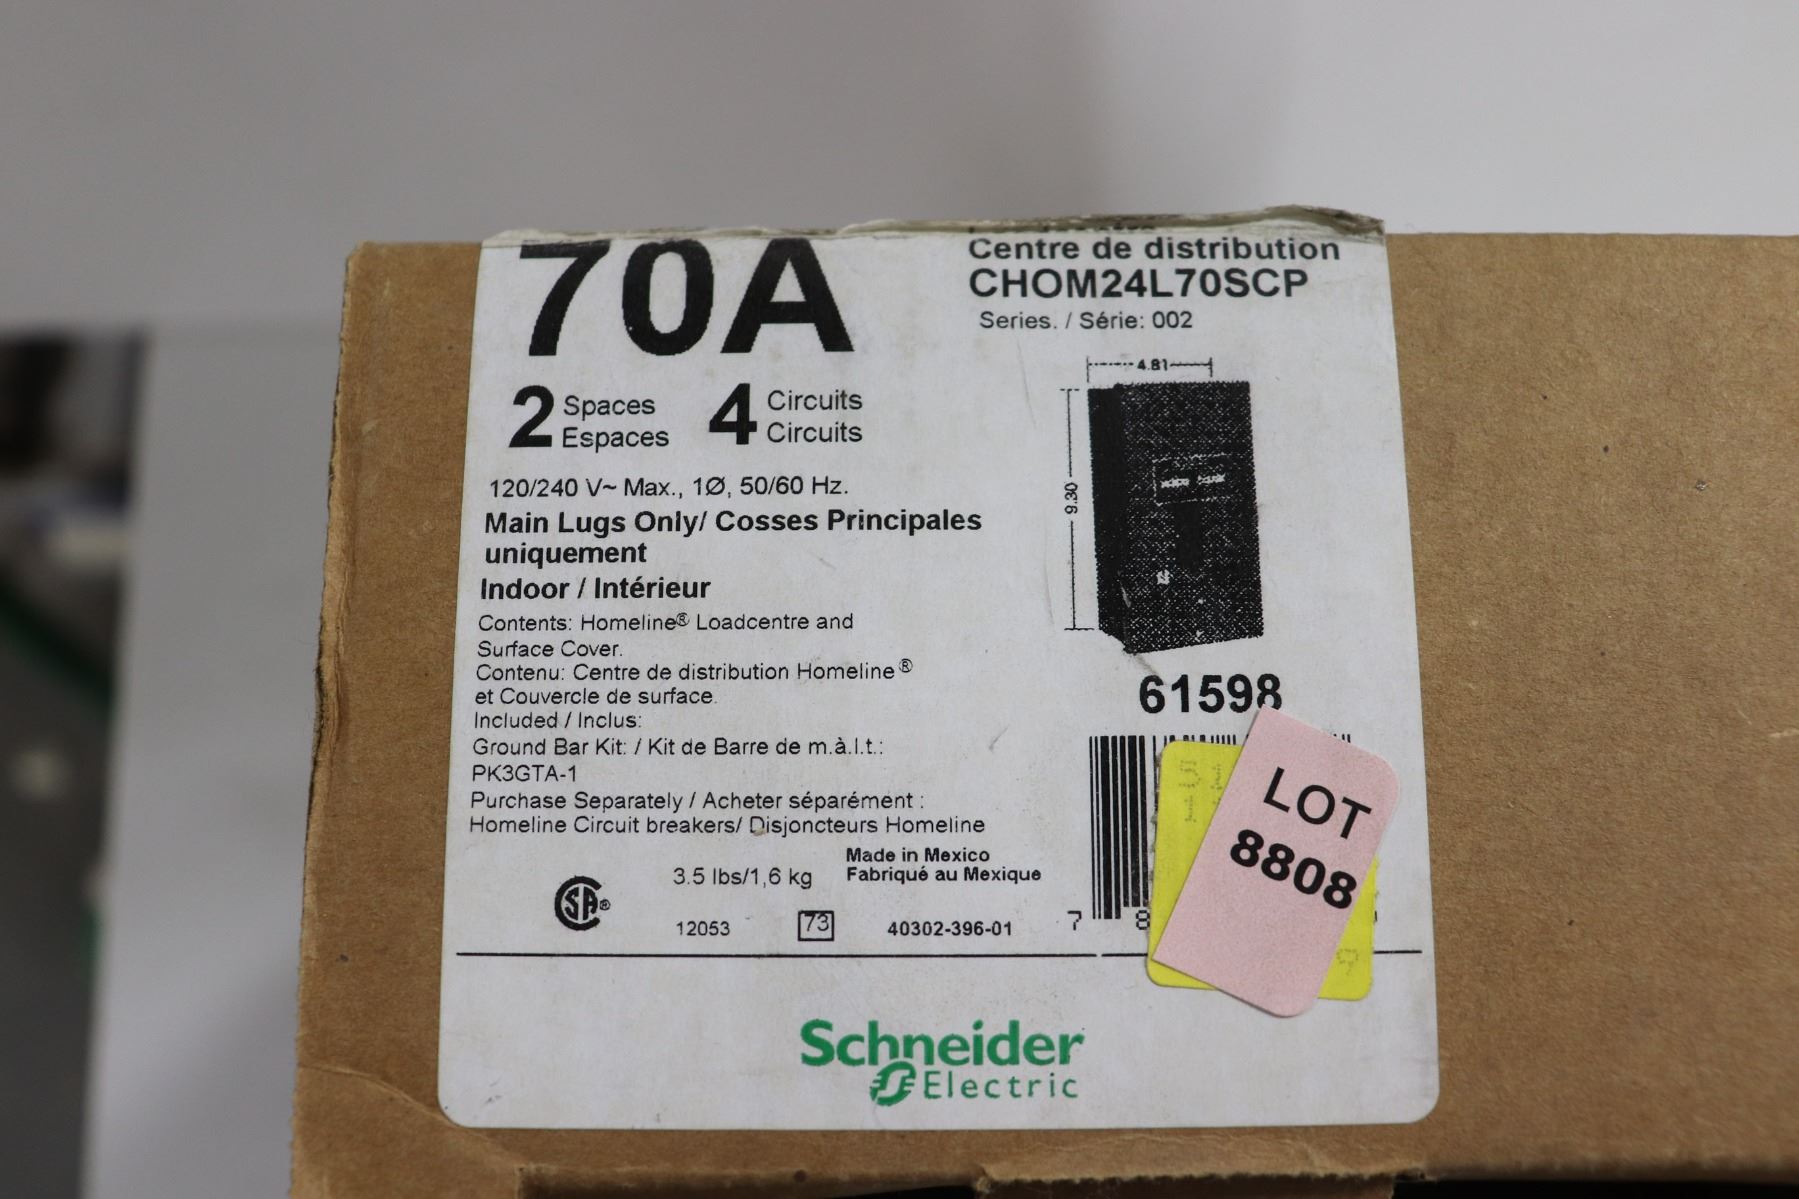 70A
Centre de distribution
CHOM24L70SCP
Series. / Série: 002
2 Spaces
Espaces
4 Circuits
Circuits
120/240 V~ Max., 1Ø, 50/60 Hz.
Main Lugs Only/ Cosses Principales
uniquement
Indoor / Intérieur
Contents: Homeline® Loadcentre and
Surface Cover.
Contenu: Centre de distribution Homeline®
et Couvercle de surface.
Included / Inclus:
Ground Bar Kit: / Kit de Barre de m.à.l.t.:
PK3GTA-1
Purchase Separately / Acheter séparément :
Homeline Circuit breakers/ Disjoncteurs Homeline
3.5 lbs/1,6 kg
Made in Mexico
Fabriqué au Mexique
SA®
12053
73
40302-396-01
4.81
9.30
61598
7 8
LOT
8808
Schneider
Electric